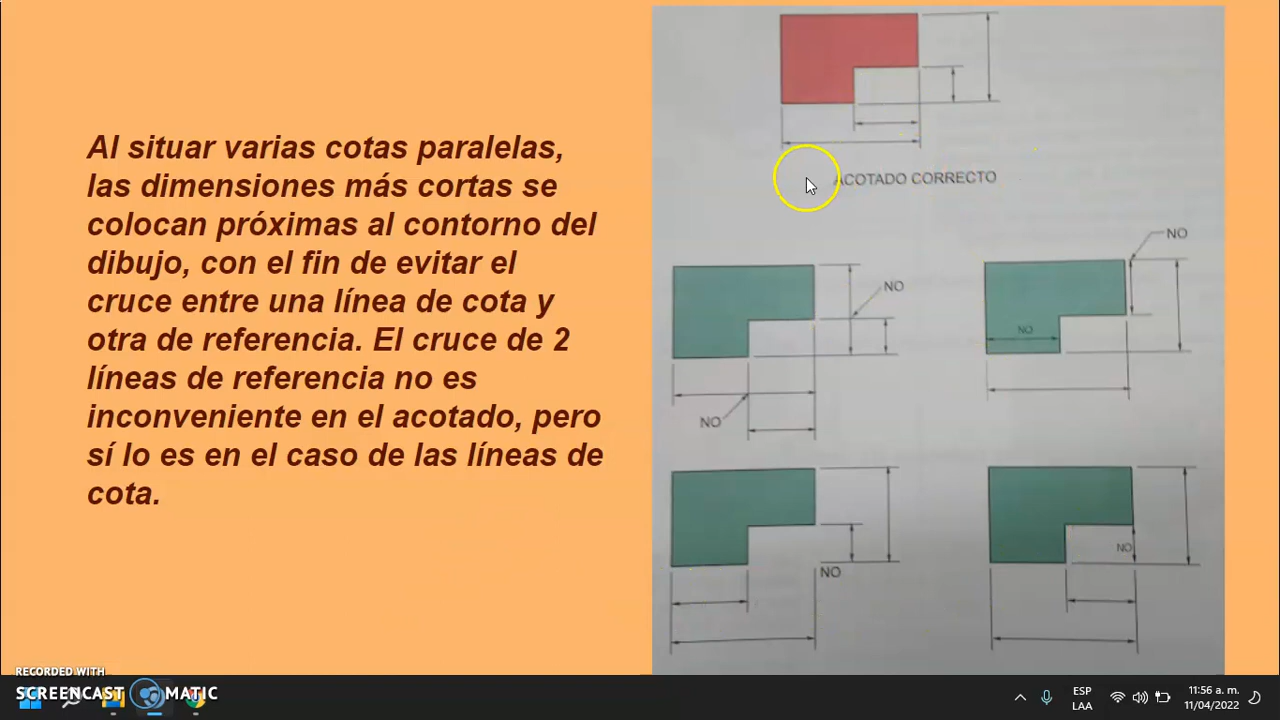 Al situar varias cotas paralelas,
las dimensiones más cortas se
colocan próximas al contorno del
dibujo, con el fin de evitar el
cruce entre una línea de cota y
otra de referencia. El cruce de 2
líneas de referencia no es
inconveniente en el acotado, pero
sí lo es en el caso de las líneas de
cota.
ACOTADO CORRECTO
NO
NO
NO
NO
NO
NO
RECORDED WITH
SCREENCAST MATIC
ESP
LAA
11:56 a. m.
11/04/2022